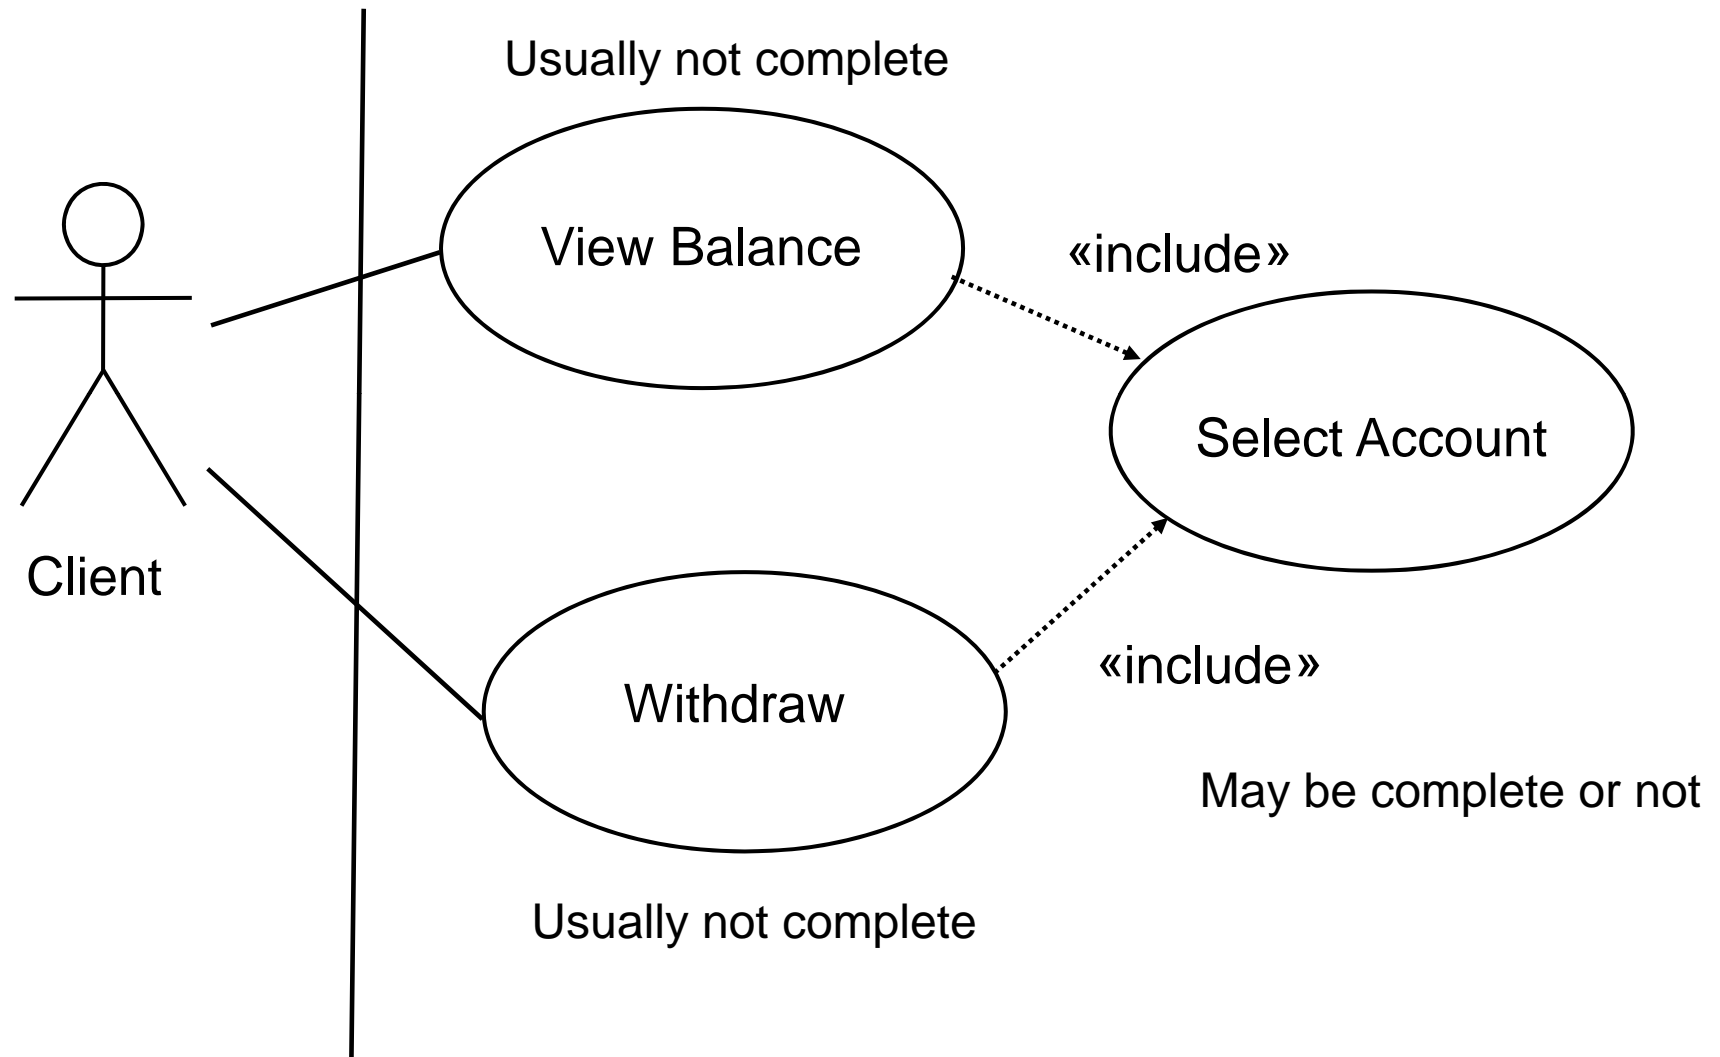 Usually not complete
View Balance
«include»
Select Account
Client
«include»
Withdraw
May be complete or not
Usually not complete